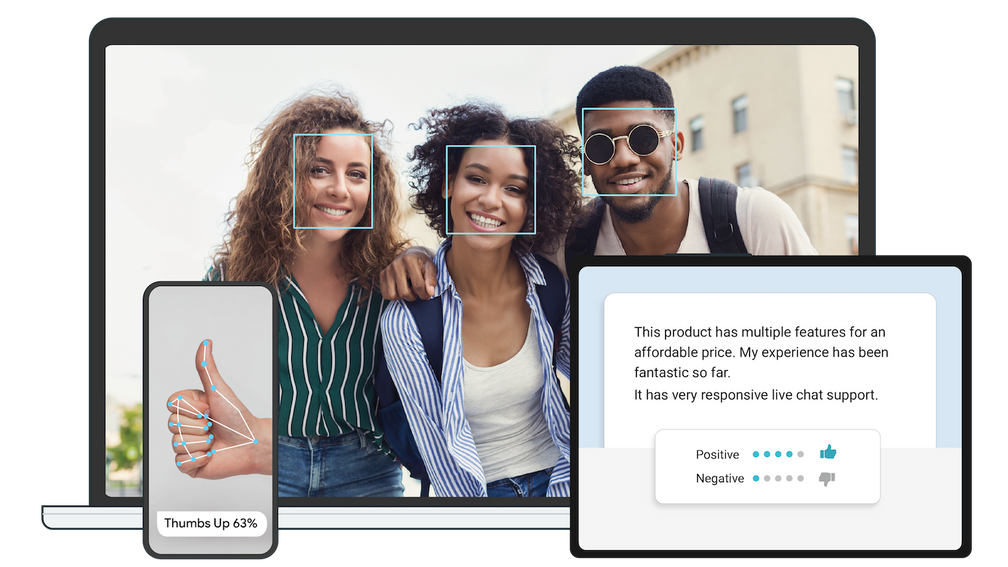 This product has multiple features for an
affordable price. My experience has been
fantastic so far.
It has very responsive live chat support.
Positive
Negative
Thumbs Up 63%